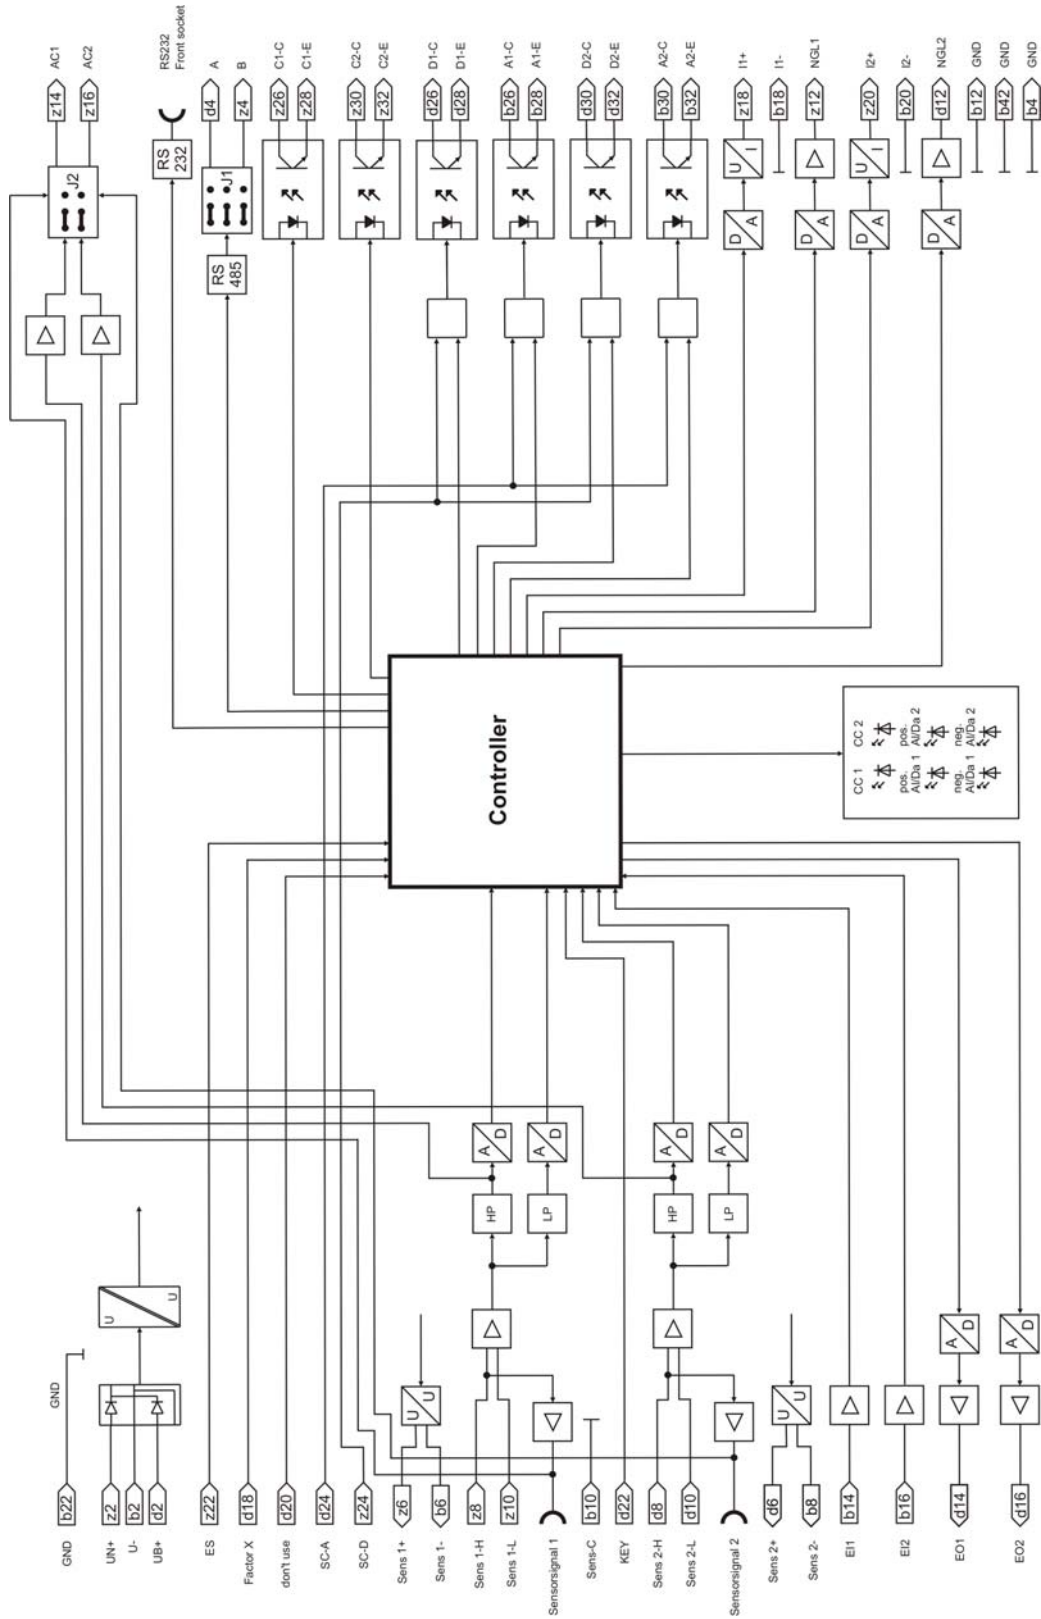 AC1
AC2
RS232
Front socket
A
B
C1-C
C1-E
C2-C
C2-E
D1-C
D1-E
A1-C
A1-E
D2-C
D2-E
A2-C
A2-E
I1+
I1-
NGL1
I2+
I2-
NGL2
GND
GND
GND
z14
z16
d4
z4
z26
z28
z30
z32
d26
d28
b26
b28
d30
d32
b30
b32
z18
b18
z12
z20
b20
d12
b12
b42
b4
J2
RS
232
J1
RS
485
U
I
U
I
D
A
D
A
D
A
D
A
Controller
CC 1
CC 2
pos.
Al/Da 1
pos.
Al/Da 2
neg.
Al/Da 1
neg.
Al/Da 2
A
D
A
D
A
D
A
D
HP
LP
HP
LP
U
U
GND
U
U
U
U
A
D
A
D
b22
z2
b2
d2
z22
d18
d20
d24
z24
z6
b6
z8
z10
b10
d22
d8
d10
d6
b8
b14
b16
d14
d16
GND
UN+
U-
UB+
ES
Factor X
don't use
SC-A
SC-D
Sens 1+
Sens 1-
Sens 1-H
Sens 1-L
Sensorsignal 1
Sens-C
KEY
Sens 2-H
Sens 2-L
Sensorsignal 2
Sens 2+
Sens 2-
EI1
EI2
EO1
EO2